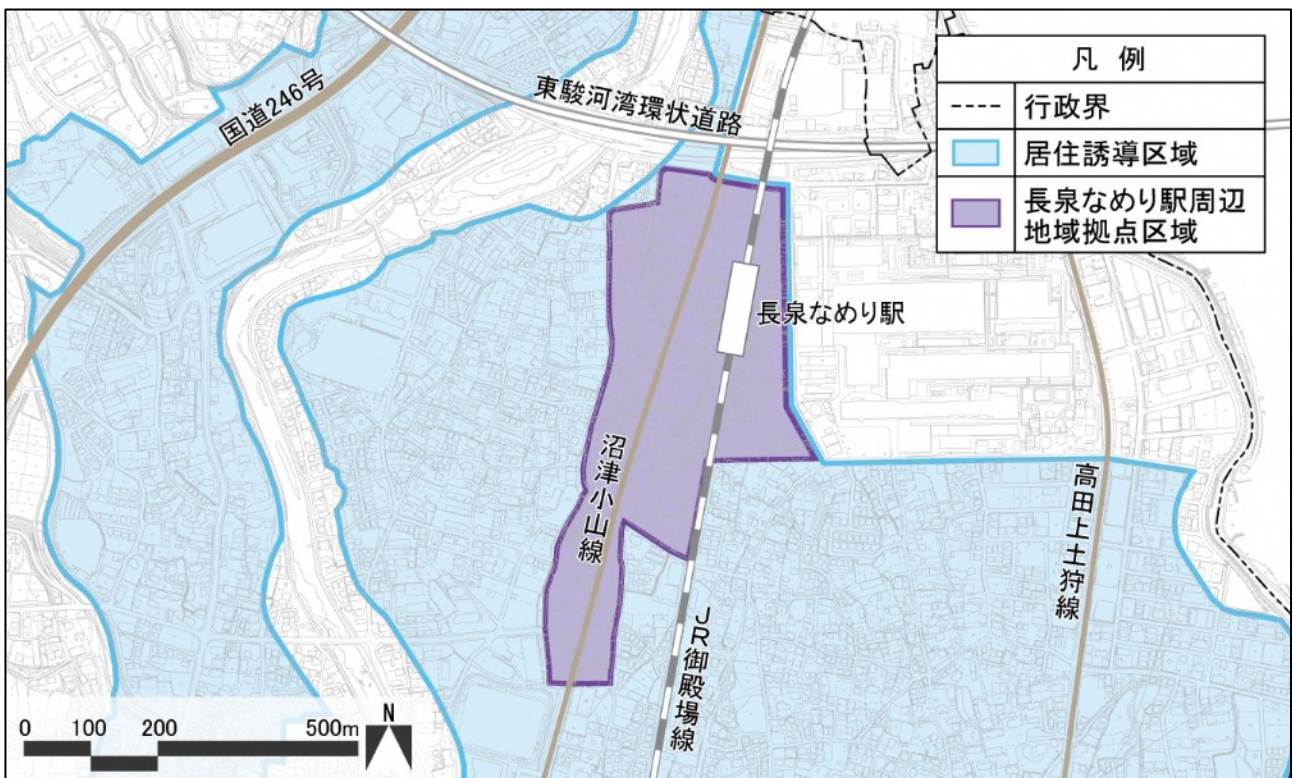 国道246号
東駿河湾環状道路
凡 例
行政界
居住誘導区域
長泉なめり駅周辺
地域拠点区域
長泉なめり駅
沼津小山線
高田上土狩線
JR御殿場線
0 100 200 500m
N